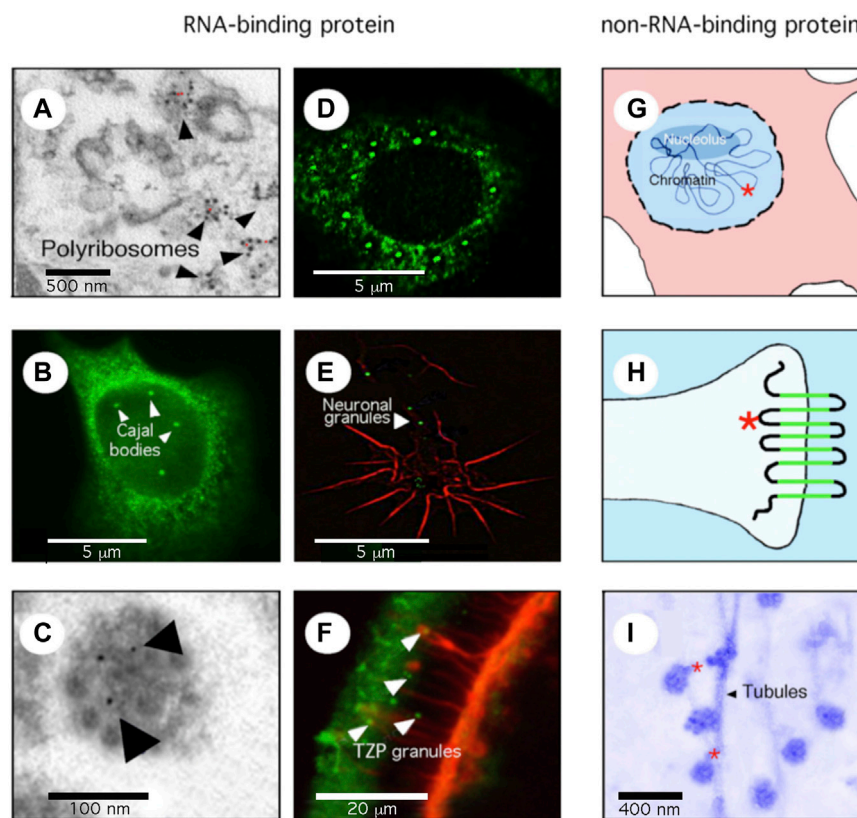 RNA-binding protein
non-RNA-binding protein
A
Polyribosomes
500 nm
D
5 μm
G
Nucleolus
Chromatin
*
B
Cajal
bodies
5 μm
E
Neuronal
granules
5 μm
H
*
C
100 nm
F
TZP granules
20 μm
I
*
Tubules
*
400 nm